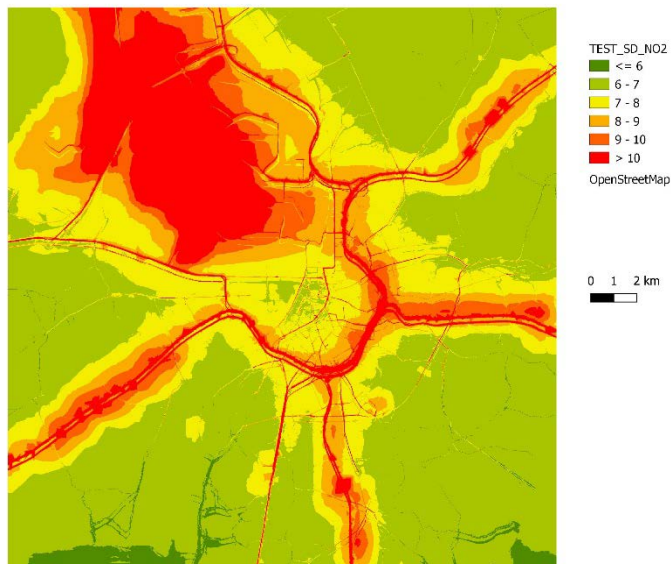 TEST_SD_NO2
<= 6
6 - 7
7 - 8
8 - 9
9 - 10
> 10
OpenStreetMap
0 1 2 km